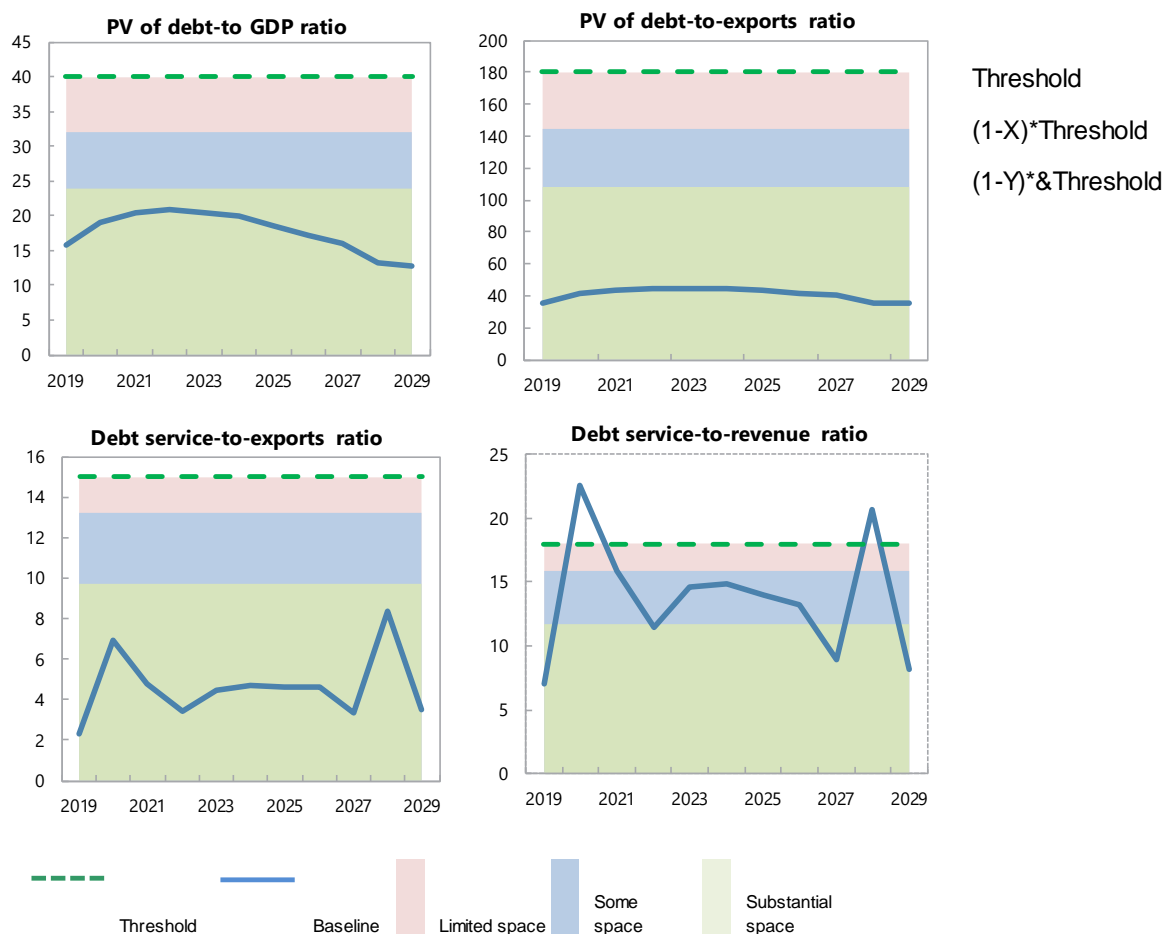 PV of debt-to GDP ratio
45
40
35
30
25
20
15
10
5
0
2019 2021 2023 2025 2027 2029
PV of debt-to-exports ratio
200
180
160
140
120
100
80
60
40
20
0
2019 2021 2023 2025 2027 2029
Threshold
(1-X)*Threshold
(1-Y)*&Threshold
Debt service-to-exports ratio
16
14
12
10
8
6
4
2
0
2019 2021 2023 2025 2027 2029
Debt service-to-revenue ratio
25
20
15
10
5
0
2019 2021 2023 2025 2027 2029
Threshold
Baseline
Limited space
Some
space
Substantial
space